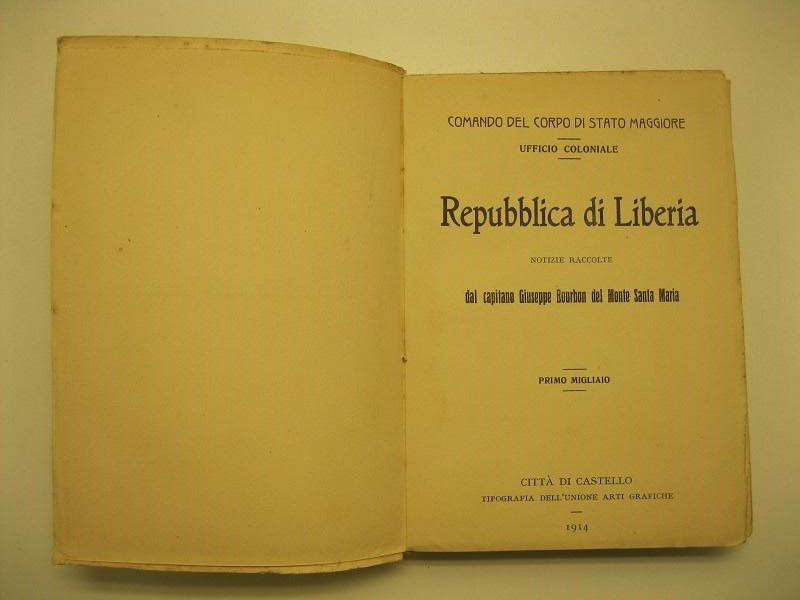 COMANDO DEL CORPO DI STATO MAGGIORE
UFFICIO COLONIALE
Repubblica di Liberia
NOTIZIE RACCOLTE
dal capitano Giuseppe Bourbon del Monte Santa Maria
PRIMO MIGLIAIO
CITTÀ DI CASTELLO
TIPOGRAFIA DELL'UNIONE ARTI GRAFICHE
1914